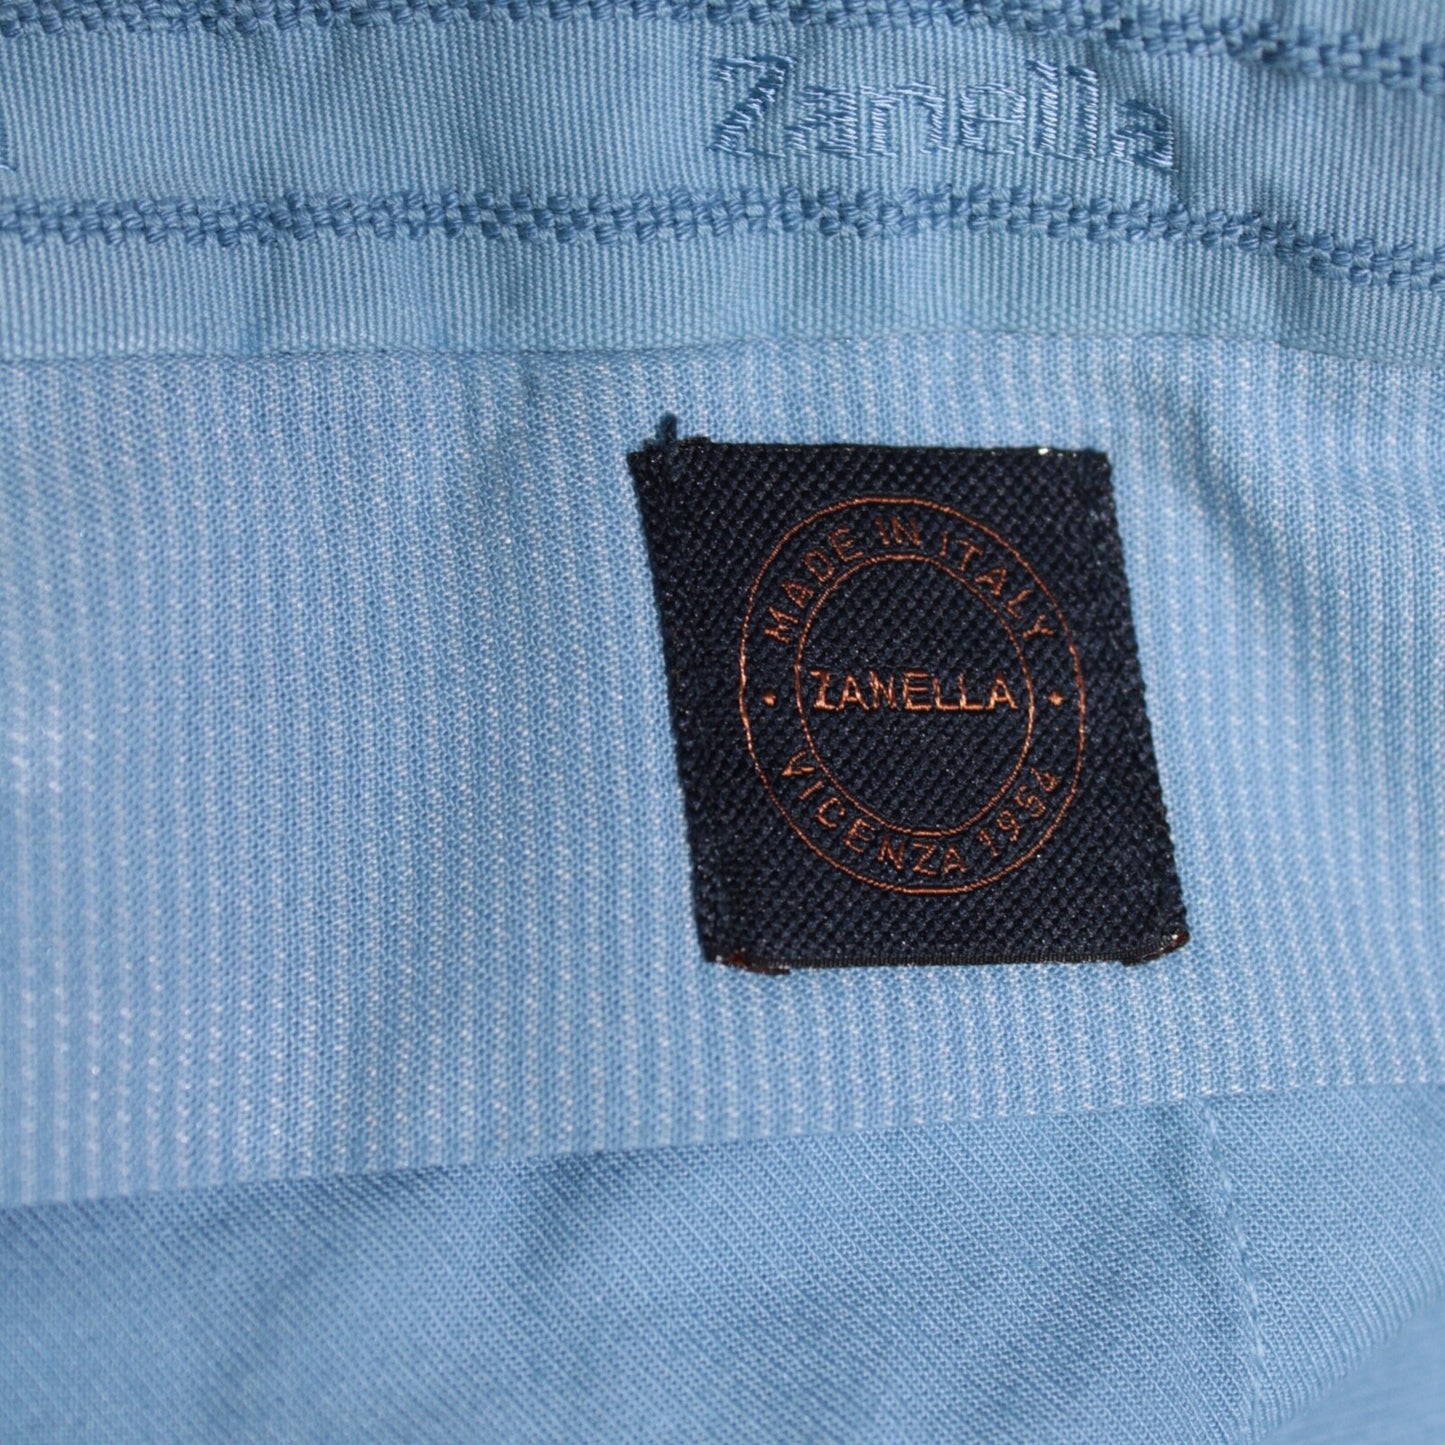 Zanella
MADE IN ITALY
ZANELLA
VICENZA 1954